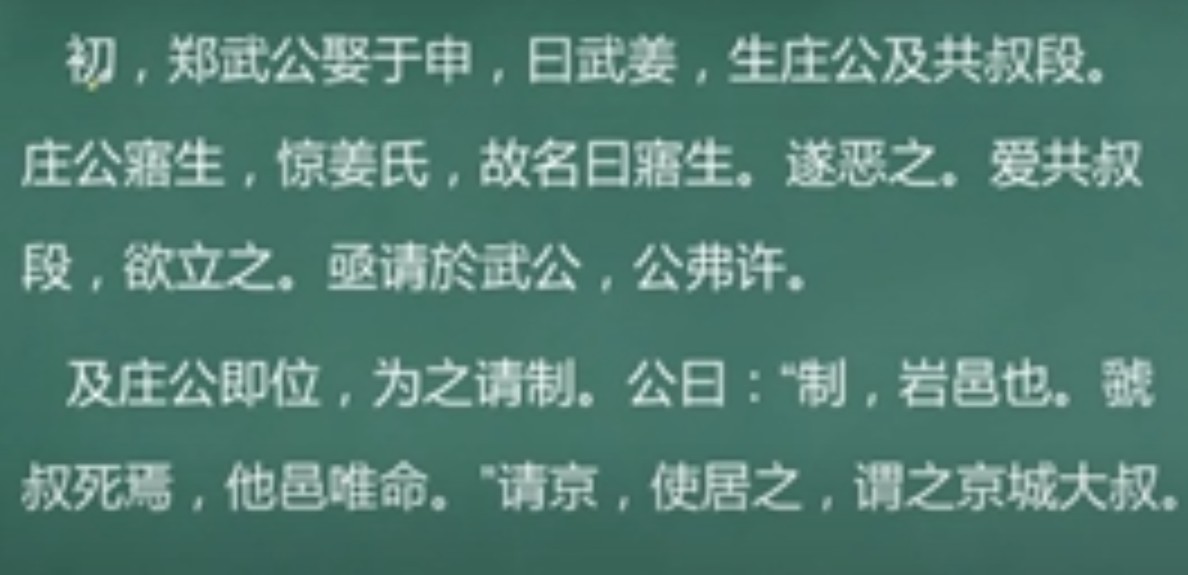 初，郑武公娶于申，曰武姜，生庄公及共叔段。
庄公寤生，惊姜氏，故名曰寤生。遂恶之。爱共叔
段，欲立之。亟请於武公，公弗许。
及庄公即位，为之请制。公曰："制，岩邑也。虢
叔死焉，他邑唯命。"请京，使居之，谓之京城大叔。